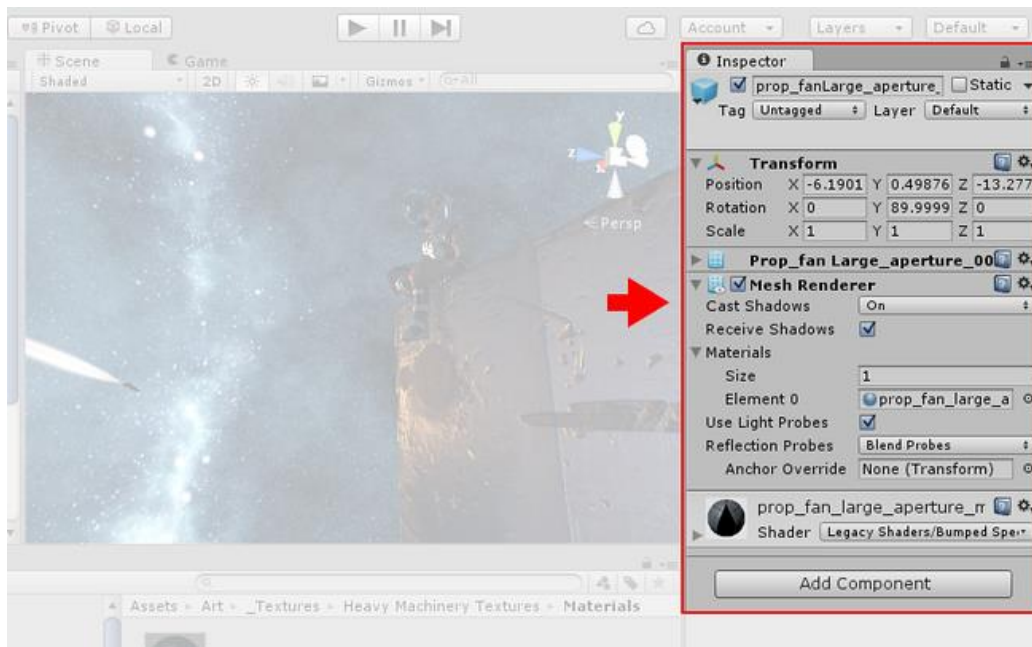 Pivot Local Account Layers Default
Scene Game
Shaded 2D Gizmos All
y
z
x
Persp
Inspector
prop_fanLarge_aperture_ Static
Tag Untagged Layer Default
Transform
Position X -6.1901 Y 0.49876 Z -13.277
Rotation X 0 Y 89.9999 Z 0
Scale X 1 Y 1 Z 1
Prop_fan Large_aperture_00
Mesh Renderer
Cast Shadows On
Receive Shadows
Materials
Size 1
Element 0 prop_fan_large_a
Use Light Probes
Reflection Probes Blend Probes
Anchor Override None (Transform)
prop_fan_large_aperture_m
Shader Legacy Shaders/Bumped Spe
Add Component
Assets Art _Textures Heavy Machinery Textures Materials